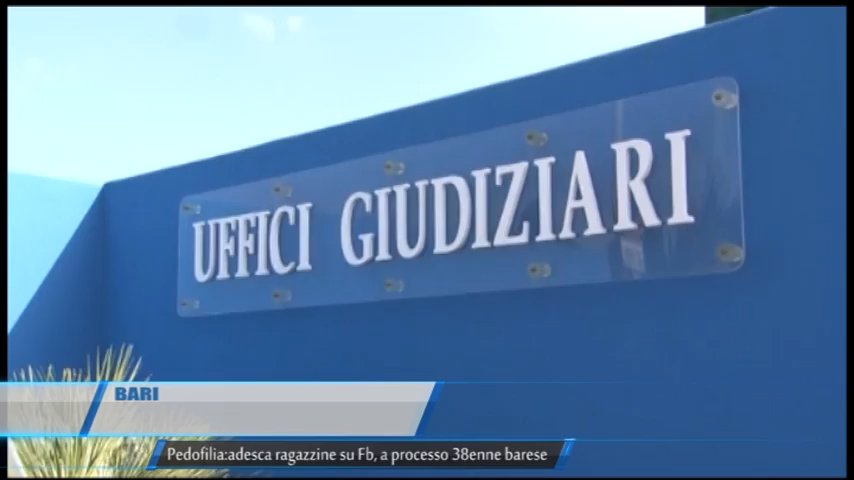 UFFICI GIUDIZIARI
BARI
Pedofilia:adesca ragazzine su Fb, a processo 38enne barese